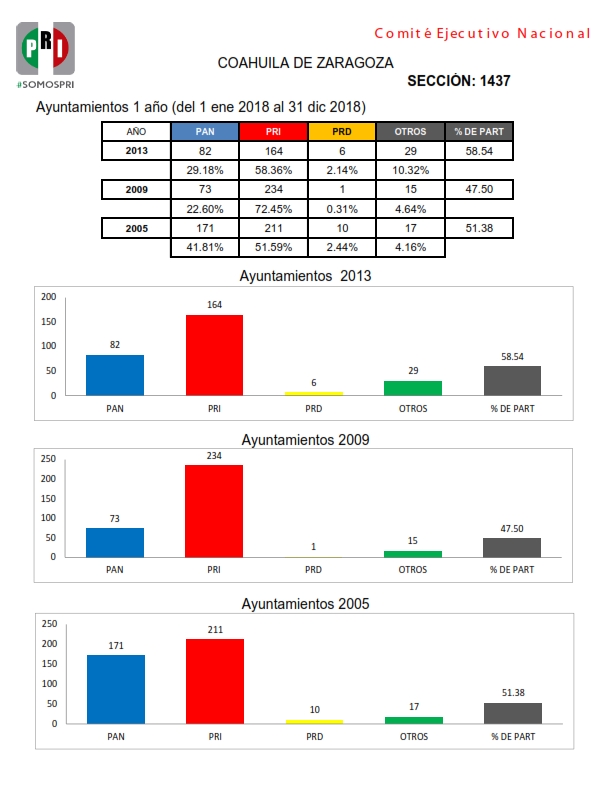 Comité Ejecutivo Nacional
PRI
#SOMOSPRI
COAHUILA DE ZARAGOZA
SECCIÓN: 1437
Ayuntamientos 1 año (del 1 ene 2018 al 31 dic 2018)
AÑO PAN PRI PRD OTROS % DE PART
2013 82 164 6 29 58.54
29.18% 58.36% 2.14% 10.32%
2009 73 234 1 15 47.50
22.60% 72.45% 0.31% 4.64%
2005 171 211 10 17 51.38
41.81% 51.59% 2.44% 4.16%
Ayuntamientos 2013
200
150
100
50
0
82 164 6 29 58.54
PAN PRI PRD OTROS % DE PART
Ayuntamientos 2009
250
200
150
100
50
0
73 234 1 15 47.50
PAN PRI PRD OTROS % DE PART
Ayuntamientos 2005
250
200
150
100
50
0
171 211 10 17 51.38
PAN PRI PRD OTROS % DE PART